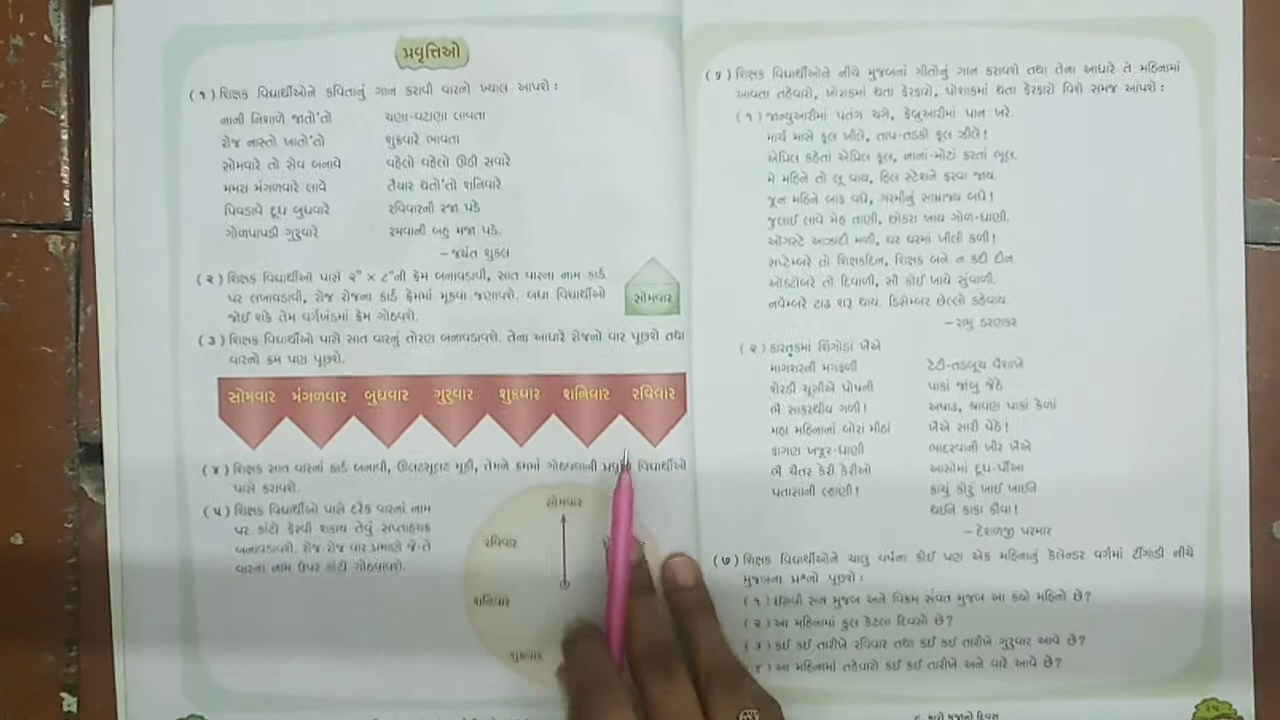 પ્રવૃત્તિઓ
(૧) શિક્ષક વિદ્યાર્થીઓને કવિતાનું ગાન કરાવી વારનો ખ્યાલ આપશે :
નાની નિશાળે જાતો'તો
રોજ નાસ્તો ખાતો'તો
સોમવારે તો સેવ બનાવે
મમરા મંગળવારે લાવે
પિવડાવે દૂધ બુધવારે
ગોળપાપડી ગુરુવારે
ચણા-વટાણા લાવતા
શુક્રવારે ભાવતા
વહેલો વહેલો ઊઠી સવારે
તૈયાર થતો'તો શનિવારે
રવિવારની રજા પડે
રમવાની બહુ મજા પડે.
– જયંત શુક્લ
(૨) શિક્ષક વિદ્યાર્થીઓ પાસે ૨" × ૮"ની ફ્રેમ બનાવડાવી, સાત વારના નામ કાર્ડ
પર લખાવડાવી, રોજ રોજના કાર્ડ ફ્રેમમાં મૂકવા જણાવશે. બધા વિદ્યાર્થીઓ
જોઈ શકે તેમ વર્ગખંડમાં ફ્રેમ ગોઠવશે.
સોમવાર
(૩) શિક્ષક વિદ્યાર્થીઓ પાસે સાત વારનું તોરણ બનાવડાવશે. તેના આધારે રોજનો વાર પૂછશે તથા
વારનો ક્રમ પણ પૂછશે.
સોમવાર મંગળવાર બુધવાર ગુરુવાર શુક્રવાર શનિવાર રવિવાર
(૪) શિક્ષક સાત વારનાં કાર્ડ બનાવી, ઊલટસૂલટ મૂકી, તેમને ક્રમમાં ગોઠવવાની વિદ્યાર્થીઓ
પાસે કરાવશે.
(૫) શિક્ષક વિદ્યાર્થીઓ પાસે દરેક વારનાં નામ
પર કાંટો ફેરવી શકાય તેવું સપ્તાહચક્ર
બનાવડાવશે. રોજ રોજ વાર પ્રમાણે જે-તે
વારના નામ ઉપર કાંટો ગોઠવાવશે.
સોમવાર
રવિવાર
શનિવાર
શુક્રવાર
(૬) શિક્ષક વિદ્યાર્થીઓને નીચે મુજબનાં ગીતોનું ગાન કરાવશે તથા તેના આધારે તે મહિનામાં
આવતા તહેવારો, ખોરાકમાં થતા ફેરફારો, પોશાકમાં થતા ફેરફારો વિશે સમજ આપશે :
(૧) જાન્યુઆરીમાં પતંગ ચગે, ફેબ્રુઆરીમાં પાન ખરે.
માર્ચ માસે ફૂલ ખીલે, તાપ-તડકો ફૂલ ઝીલે!
એપ્રિલ કહેતાં એપ્રિલ ફૂલ, નાનાં-મોટાં કરતાં ભૂલ.
મે મહિને તો લૂ વાય, હિલ સ્ટેશને ફરવા જાય.
જૂન મહિને બાફ વધે, ગરમીનું સામ્રાજ્ય બધે!
જુલાઈ લાવે મેહ તાણી, છોકરાં ખાય ગોળ-ધાણી.
ઑગસ્ટે આઝાદી મળી, ઘર ઘરમાં ખીલી કળી!
સપ્ટેમ્બરે તો શિક્ષકદિન, શિક્ષક બને ન કદી દીન.
ઑક્ટોબરે તો દિવાળી, સૌ કોઈ ખાયે સુંવાળી.
નવેમ્બરે ટાઢ શરૂ થાય. ડિસેમ્બર છેલ્લો કહેવાય.
(૨) કારતકમાં શિંગોડાં ખૈએ
માગશરની મગફળી
શેરડી ચૂસીએ પોષની
ભૈ સાકરથીય ગળી!
મહા મહિનાનાં બોરાં મીઠાં
ફાગણ ખજૂર-ધાણી
ભૈ ચૈતર કેરી કેરીઓ
પતાસાની લ્હાણી!
ટેટી-તડબૂચ વૈશાખે
પાકાં જાંબુ જેઠે
અષાઢ, શ્રાવણ પાકાં કેળાં
ખૈએ સારી પેઠે!
ભાદરવાની ખીર ખૈએ
આસોમાં દૂધ-પૌંઆ
કાચું કોરું ખાઈ ખાઈને
થઈને કાકા કૌવા!
– દેશળજી પરમાર
(૭) શિક્ષક વિદ્યાર્થીઓને ચાલુ વર્ષના કોઈ પણ એક મહિનાનું કૅલેન્ડર વર્ગમાં ટીંગાડી નીચે
મુજબના પ્રશ્નો પૂછશે :
(૧) ઈસવી સન મુજબ અને વિક્રમ સંવત મુજબ આ કયો મહિનો છે?
(૨) આ મહિનામાં કુલ કેટલા દિવસો છે?
(૩) કઈ કઈ તારીખે રવિવાર તથા કઈ કઈ તારીખે ગુરુવાર આવે છે?
(૪) આ મહિનામાં તહેવારો કઈ કઈ તારીખે અને વારે આવે છે?